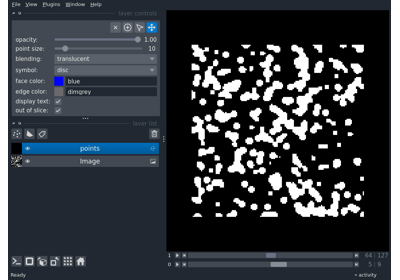 File View Plugins Window Help
layer controls
opacity: 1.00
point size: 10
blending: translucent
symbol: disc
face color: blue
edge color: dimgrey
display text:
out of slice:
layer list
points
Image
1 64 127
0 5 9
Ready activity